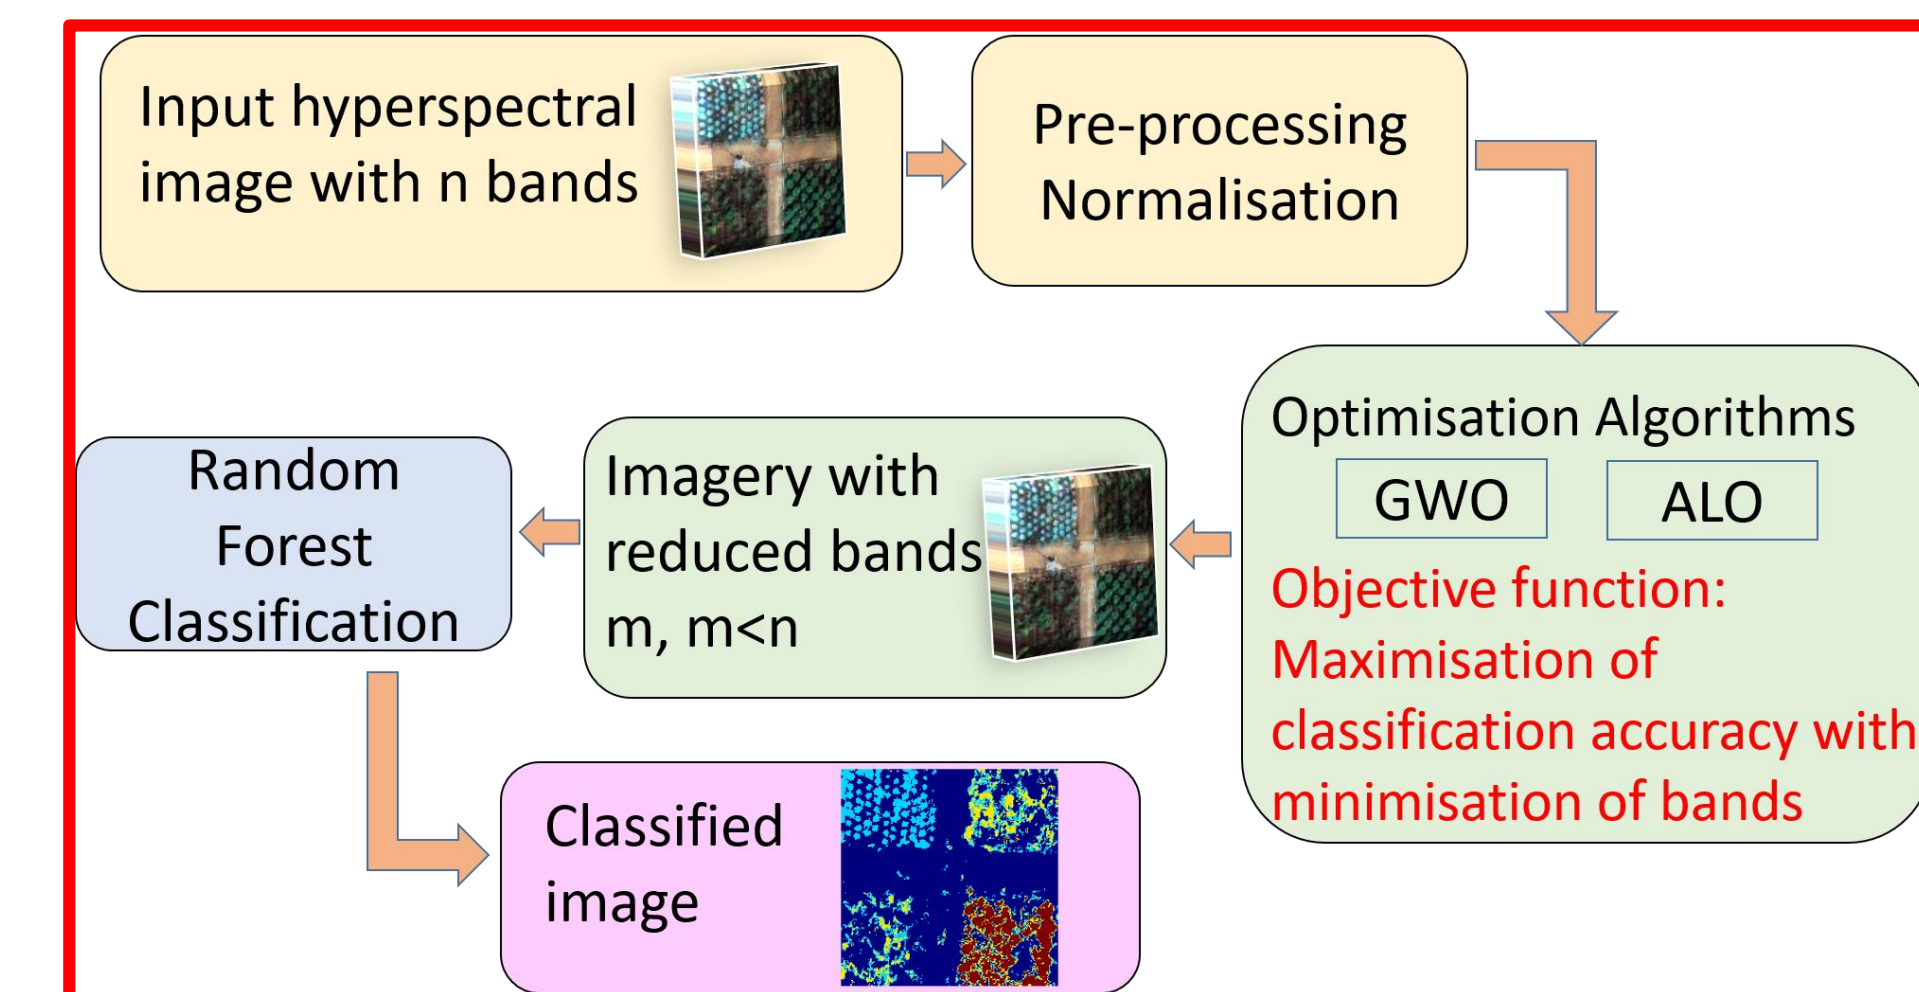 Input hyperspectral
image with n bands
Pre-processing
Normalisation
Optimisation Algorithms
GWO
ALO
Objective function:
Maximisation of
classification accuracy with
minimisation of bands
Imagery with
reduced bands
m, m<n
Random
Forest
Classification
Classified
image